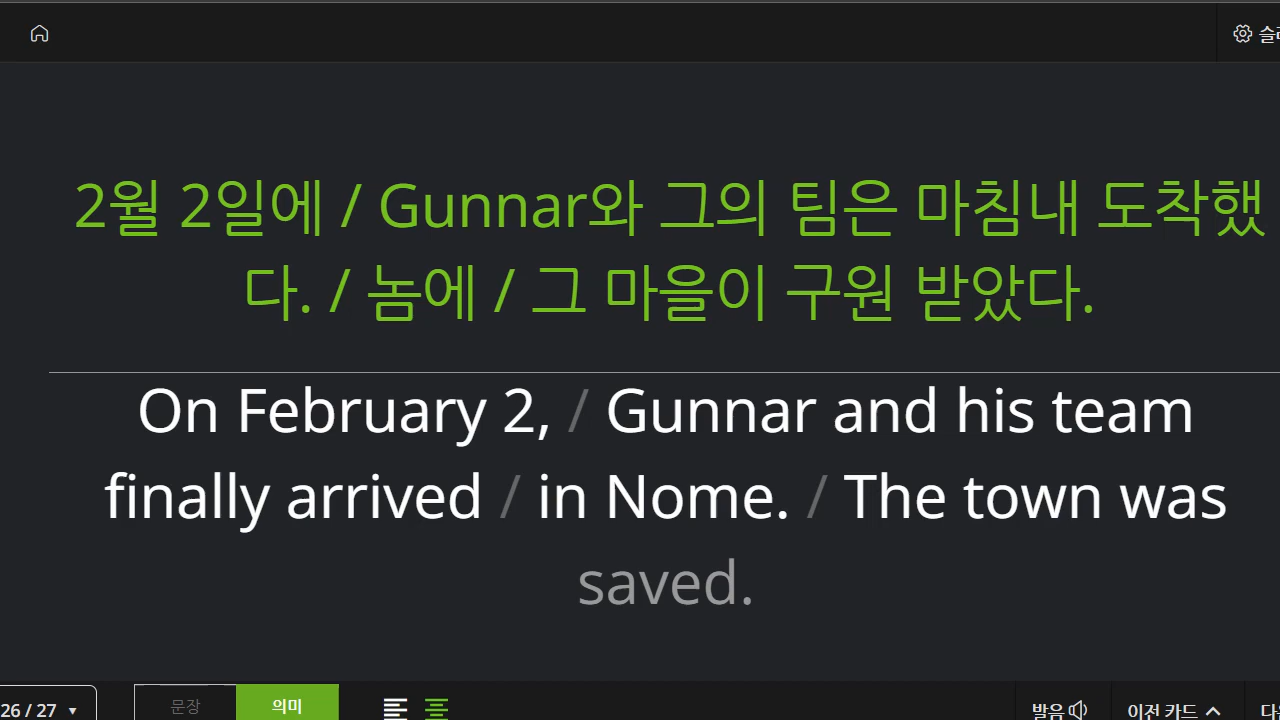 2월 2일에 / Gunnar와 그의 팀은 마침내 도착했
다. / 놈에 / 그 마을이 구원 받았다.
On February 2, / Gunnar and his team
finally arrived / in Nome. / The town was
saved.
26 / 27 ▼ 문장 의미 발음 이전 카드